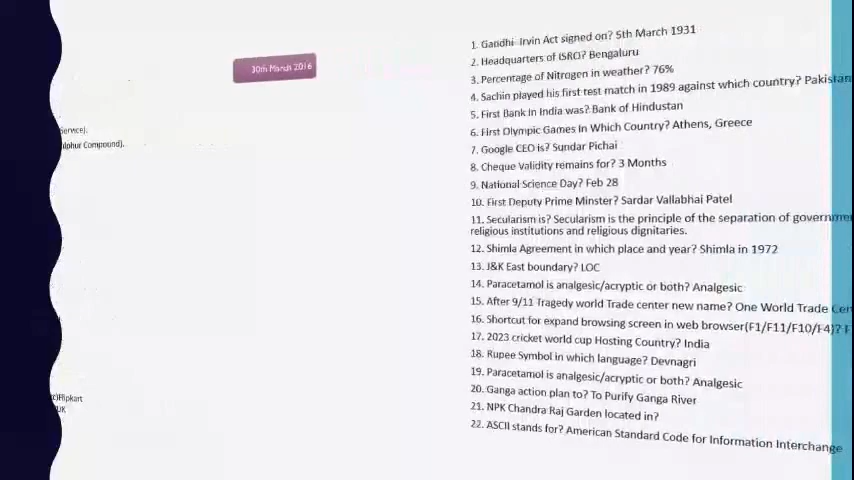 30th March 2016
Service).
ulphur Compound).
)Flipkart
UK
1. Gandhi Irvin Act signed on? 5th March 1931
2. Headquarters of ISRO? Bengaluru
3. Percentage of Nitrogen in weather? 76%
4. Sachin played his first test match in 1989 against which country? Pakistan
5. First Bank In India was? Bank of Hindustan
6. First Olympic Games In Which Country? Athens, Greece
7. Google CEO is? Sundar Pichai
8. Cheque Validity remains for? 3 Months
9. National Science Day? Feb 28
10. First Deputy Prime Minster? Sardar Vallabhai Patel
11. Secularism is? Secularism is the principle of the separation of governme
religious institutions and religious dignitaries.
12. Shimla Agreement in which place and year? Shimla in 1972
13. J&K East boundary? LOC
14. Paracetamol is analgesic/acryptic or both? Analgesic
15. After 9/11 Tragedy world Trade center new name? One World Trade Cen
16. Shortcut for expand browsing screen in web browser(F1/F11/F10/F4)? F
17. 2023 cricket world cup Hosting Country? India
18. Rupee Symbol in which language? Devnagri
19. Paracetamol is analgesic/acryptic or both? Analgesic
20. Ganga action plan to? To Purify Ganga River
21. NPK Chandra Raj Garden located in?
22. ASCII stands for? American Standard Code for Information Interchange